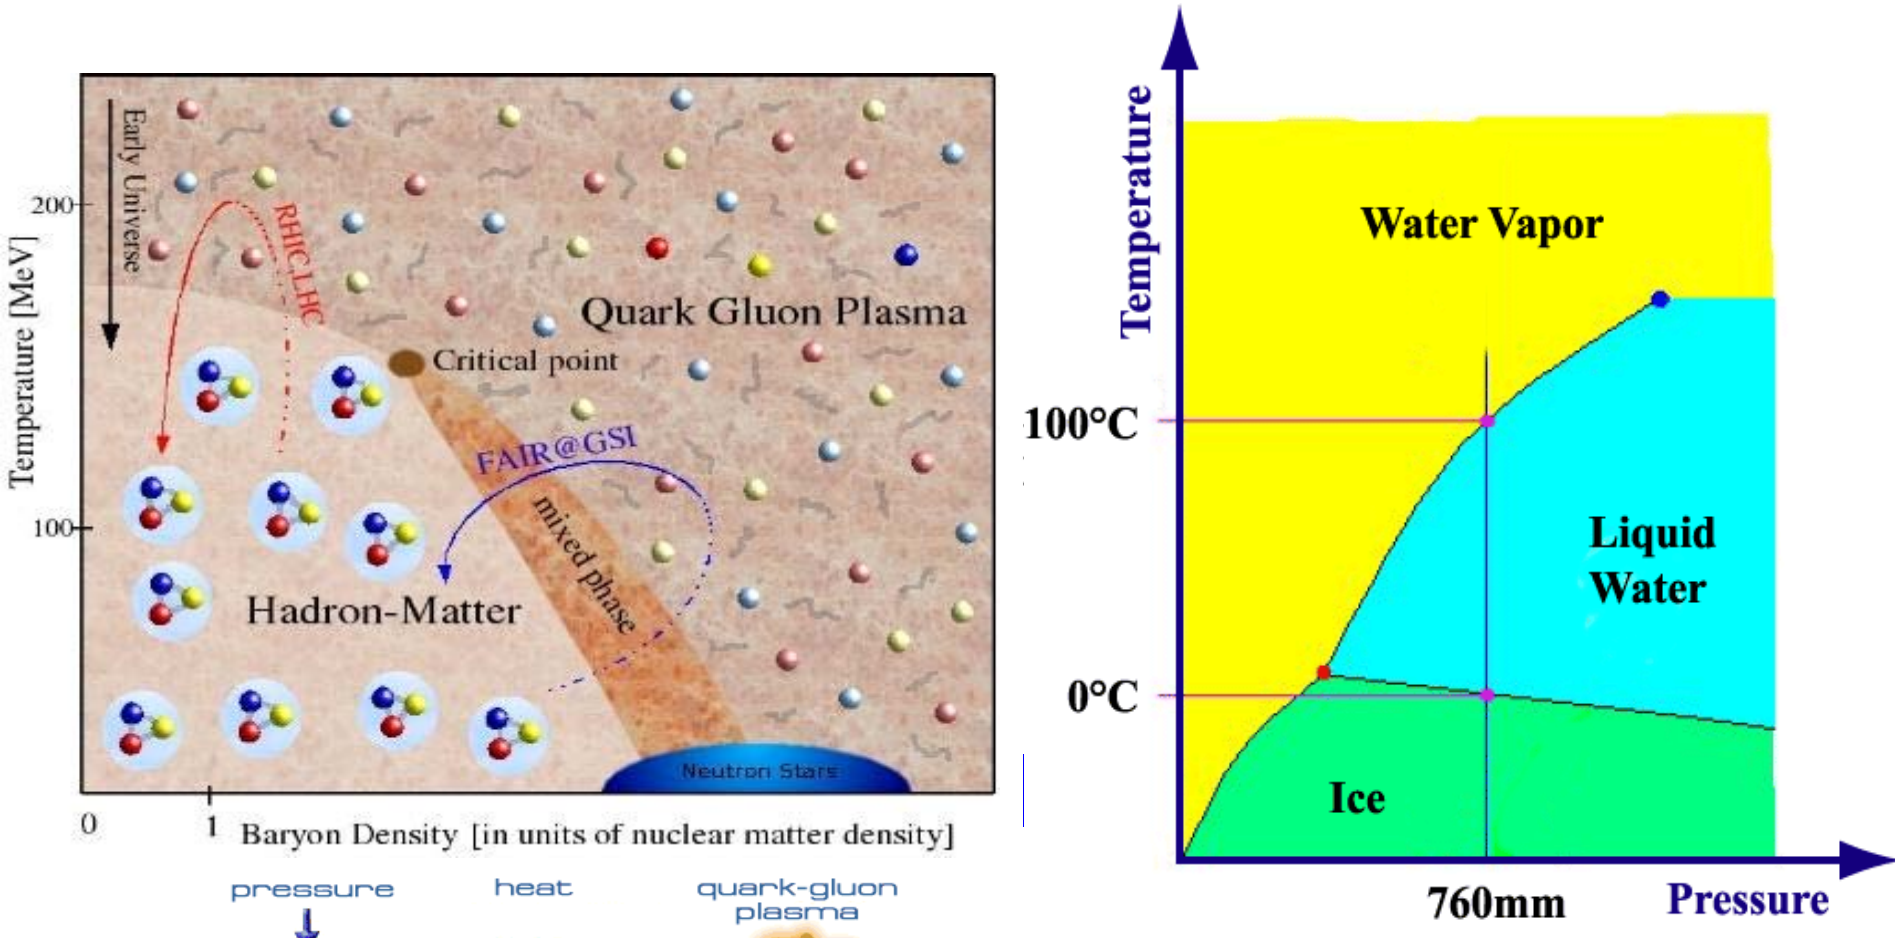 Early Universe
200
RHIC,LHC
Temperature [MeV]
Quark Gluon Plasma
Critical point
FAIR@GSI
mixed phase
100
Hadron-Matter
Neutron Stars
0
1
Baryon Density [in units of nuclear matter density]
pressure
heat
quark-gluon
plasma
Temperature
Water Vapor
100°C
Liquid
Water
0°C
Ice
760mm
Pressure